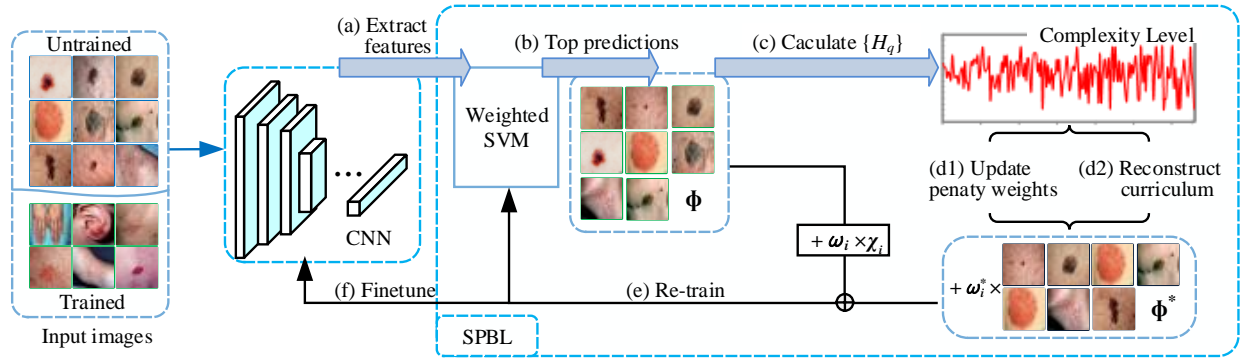 Untrained
Trained
Input images
(a) Extract
features
CNN
Weighted
SVM
(b) Top predictions
Φ
(c) Caculate {H_q}
Complexity Level
(d1) Update
penaty weights
(d2) Reconstruct
curriculum
+ ω_i × χ_i
+ ω_i^* ×
Φ^*
(e) Re-train
(f) Finetune
SPBL